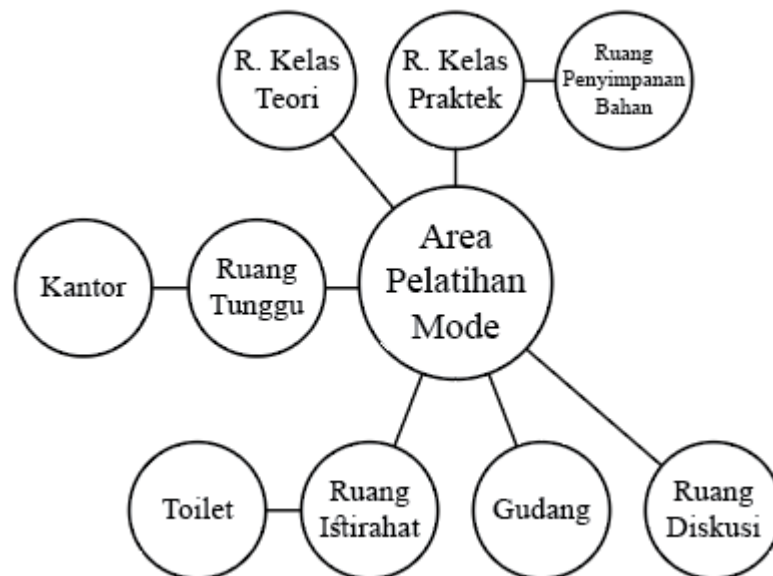 R. Kelas
Teori
R. Kelas
Praktek
Ruang
Penyimpanan
Bahan
Area
Pelatihan
Mode
Kantor
Ruang
Tunggu
Toilet
Ruang
Istirahat
Gudang
Ruang
Diskusi